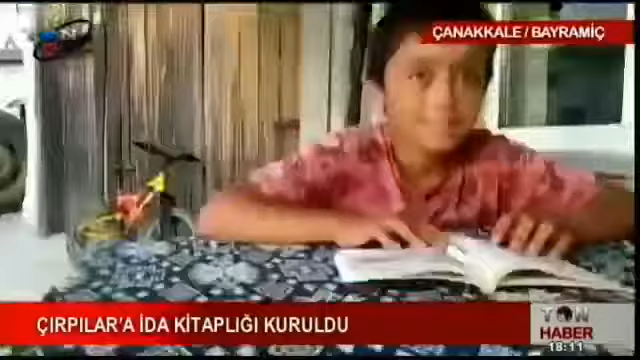 ÇANAKKALE / BAYRAMİÇ
ÇIRPILAR'A İDA KİTAPLIĞI KURULDU
HABER
18:11